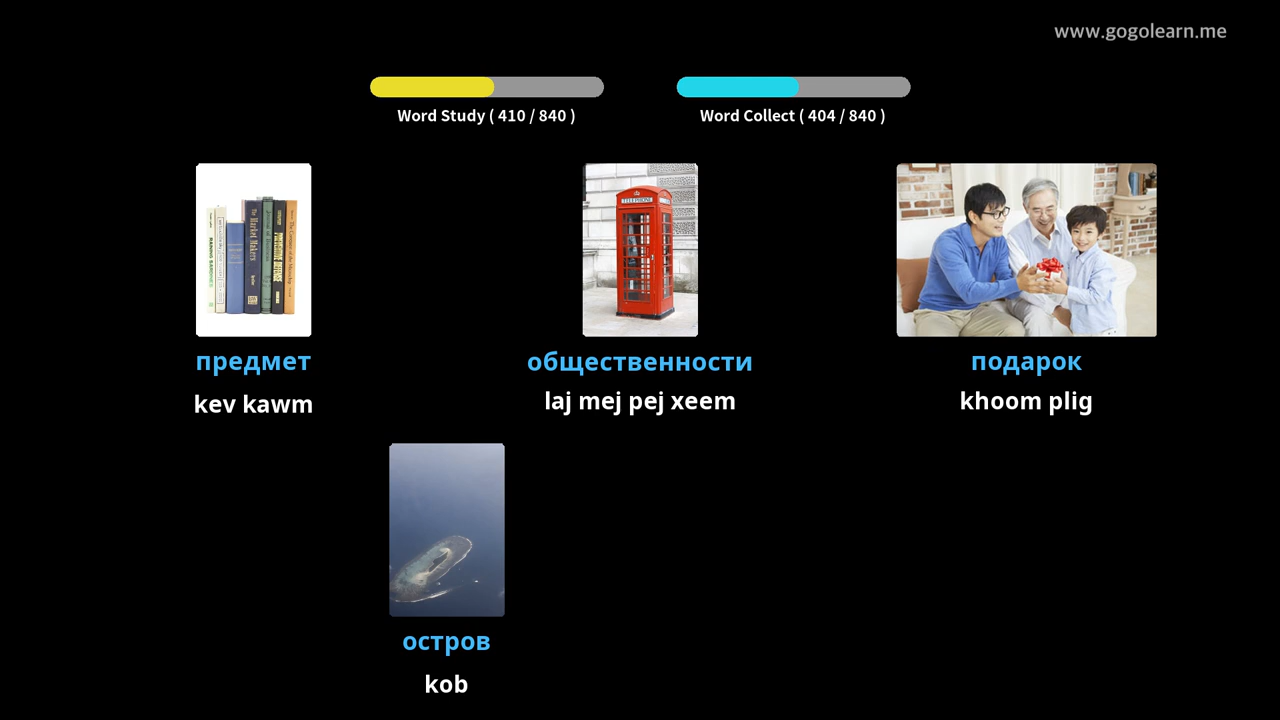 www.gogolearn.me
Word Study ( 410 / 840 )
Word Collect ( 404 / 840 )
TELEPHONE
предмет
общественности
подарок
kev kawm
laj mej pej xeem
khoom plig
остров
kob